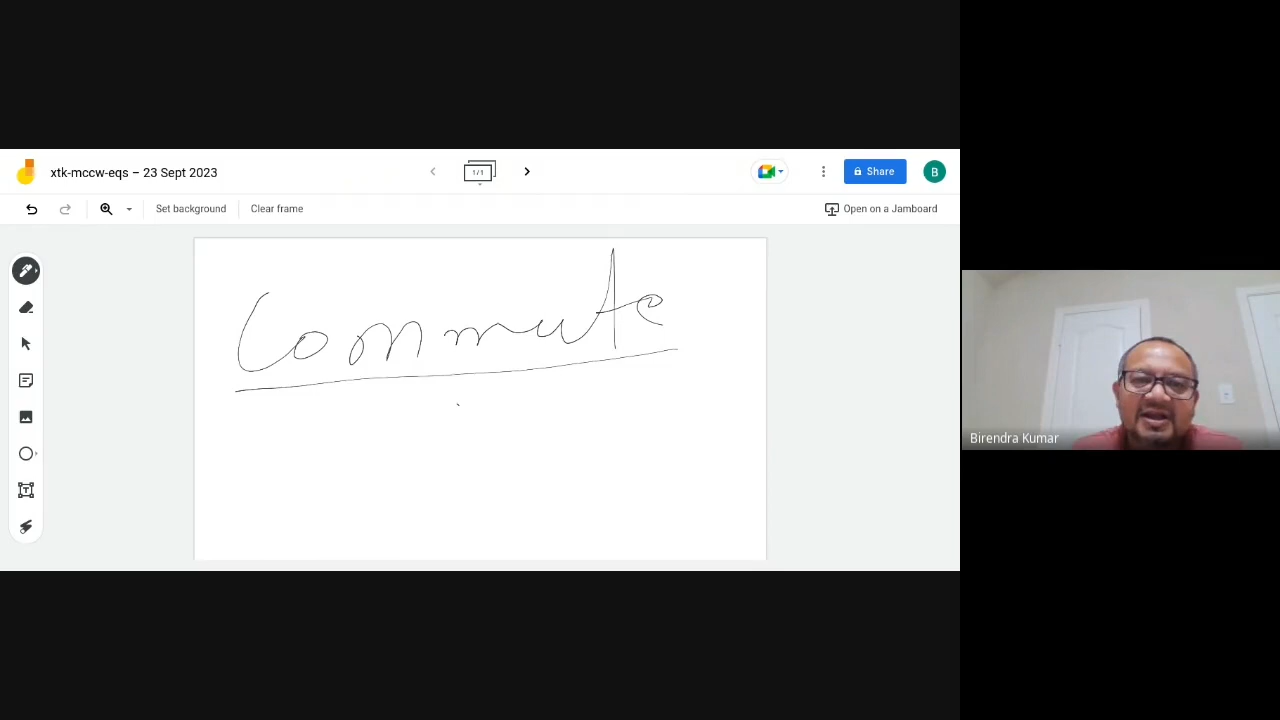 xtk-mccw-eqs – 23 Sept 2023
1/1
Share
B
Set background
Clear frame
Open on a Jamboard
Commute
T
Birendra Kumar